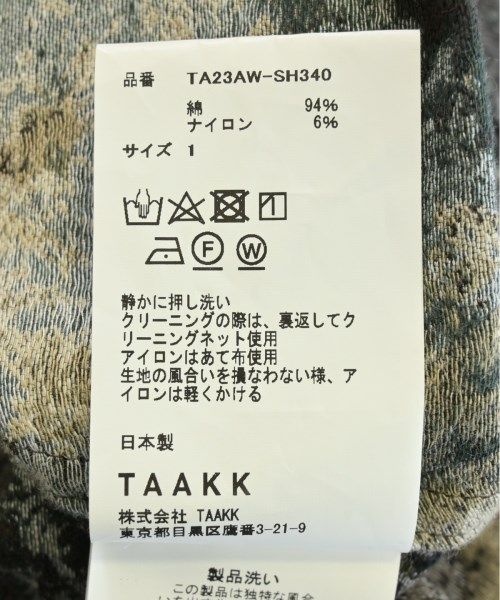 品番 TA23AW-SH340
綿 94%
ナイロン 6%
サイズ 1
F W
静かに押し洗い
クリーニングの際は、裏返してク
リーニングネット使用
アイロンはあて布使用
生地の風合いを損なわない様、ア
イロンは軽くかける
日本製
TAAKK
株式会社 TAAKK
東京都目黒区鷹番3-21-9
製品洗い
この製品は独特な風合